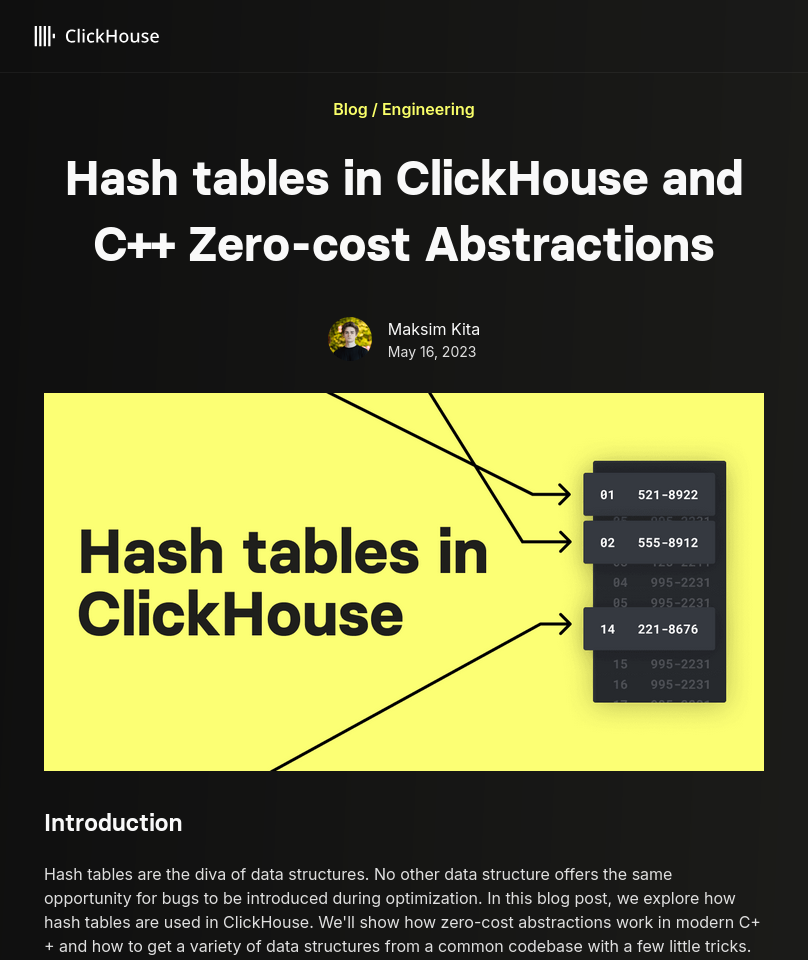 ClickHouse
Blog / Engineering
Hash tables in ClickHouse and
C++ Zero-cost Abstractions
Maksim Kita
May 16, 2023
Hash tables in
ClickHouse
01 521-8922
02 555-8912
04 995-2231
05 995-2231
14 221-8676
15 995-2231
16 995-2231
Introduction
Hash tables are the diva of data structures. No other data structure offers the same
opportunity for bugs to be introduced during optimization. In this blog post, we explore how
hash tables are used in ClickHouse. We'll show how zero-cost abstractions work in modern C+
+ and how to get a variety of data structures from a common codebase with a few little tricks.